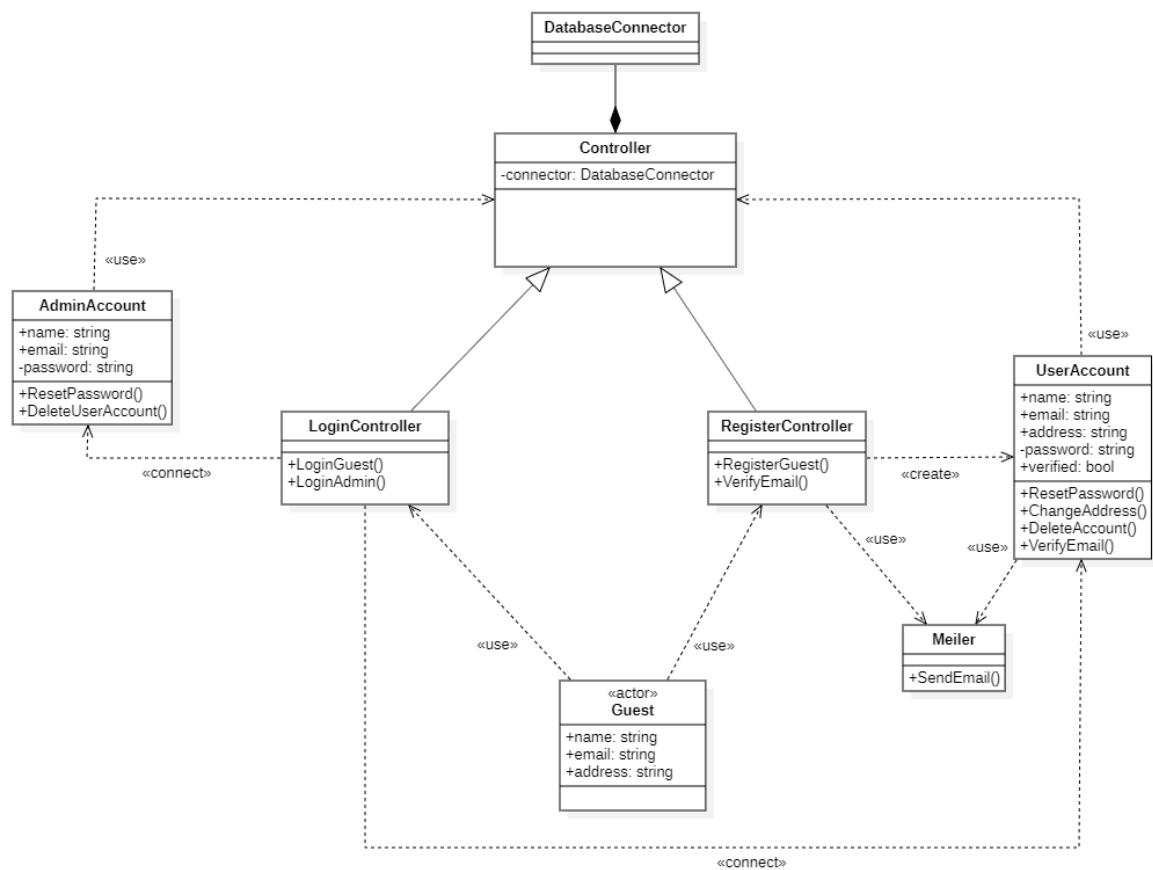 DatabaseConnector
Controller
-connector: DatabaseConnector
«use»
AdminAccount
+name: string
+email: string
-password: string
+ResetPassword()
+DeleteUserAccount()
«use»
UserAccount
+name: string
+email: string
+address: string
-password: string
+verified: bool
+ResetPassword()
+ChangeAddress()
+DeleteAccount()
+VerifyEmail()
LoginController
+LoginGuest()
+LoginAdmin()
RegisterController
+RegisterGuest()
+VerifyEmail()
«connect»
«create»
«use»
«use»
«use»
«use»
Meiler
+SendEmail()
«actor»
Guest
+name: string
+email: string
+address: string
«connect»